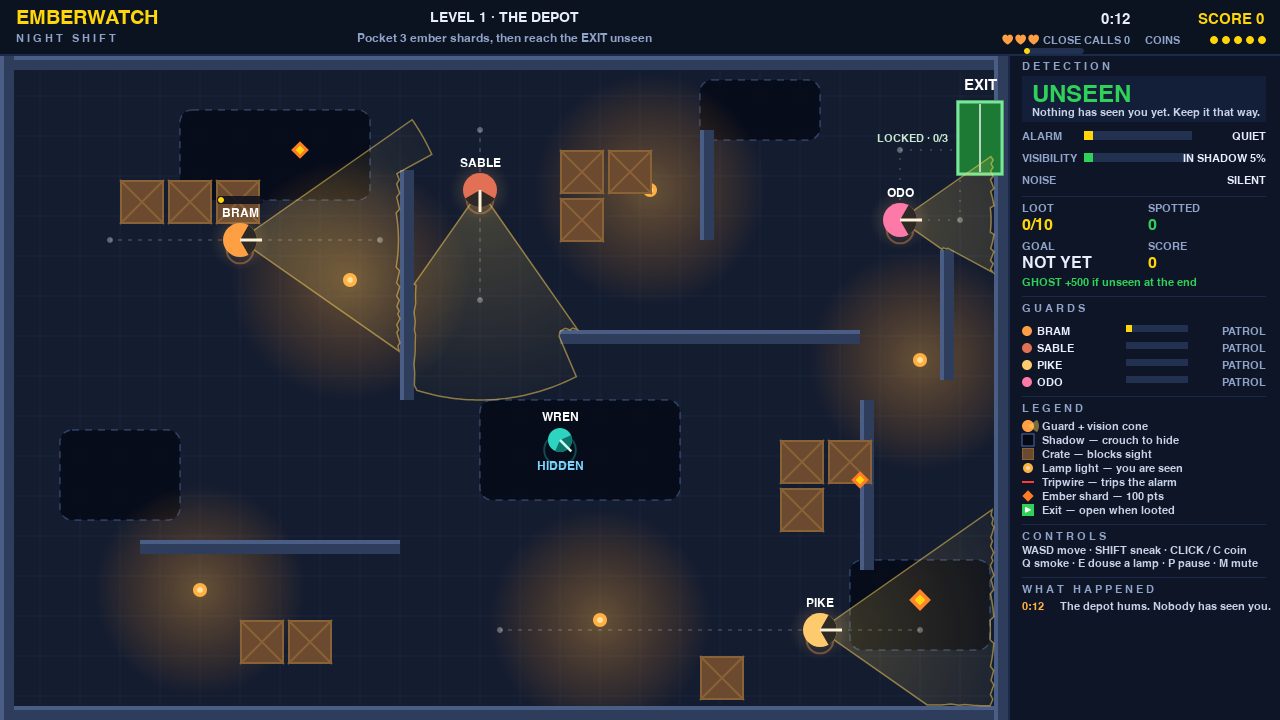 EMBERWATCH
NIGHT SHIFT
LEVEL 1 · THE DEPOT
Pocket 3 ember shards, then reach the EXIT unseen
0:12
SCORE 0
CLOSE CALLS 0
COINS
EXIT
LOCKED · 0/3
SABLE
ODO
BRAM
WREN
HIDDEN
PIKE
DETECTION
UNSEEN
Nothing has seen you yet. Keep it that way.
ALARM QUIET
VISIBILITY IN SHADOW 5%
NOISE SILENT
LOOT SPOTTED
0/10 0
GOAL SCORE
NOT YET 0
GHOST +500 if unseen at the end
GUARDS
BRAM PATROL
SABLE PATROL
PIKE PATROL
ODO PATROL
LEGEND
Guard + vision cone
Shadow — crouch to hide
Crate — blocks sight
Lamp light — you are seen
Tripwire — trips the alarm
Ember shard — 100 pts
Exit — open when looted
CONTROLS
WASD move · SHIFT sneak · CLICK / C coin
Q smoke · E douse a lamp · P pause · M mute
WHAT HAPPENED
0:12 The depot hums. Nobody has seen you.